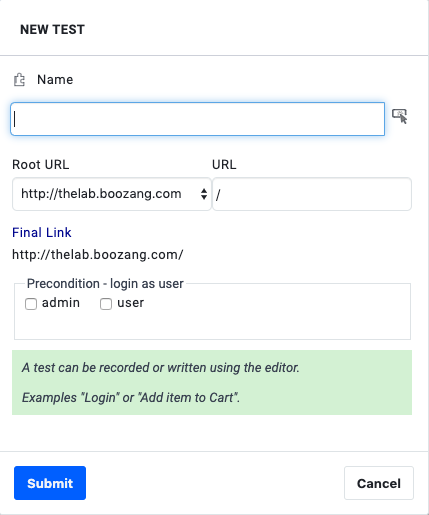 NEW TEST
Name
Root URL URL
http://thelab.boozang.com /
Final Link
http://thelab.boozang.com/
Precondition - login as user
admin user
A test can be recorded or written using the editor.
Examples "Login" or "Add item to Cart".
Submit Cancel